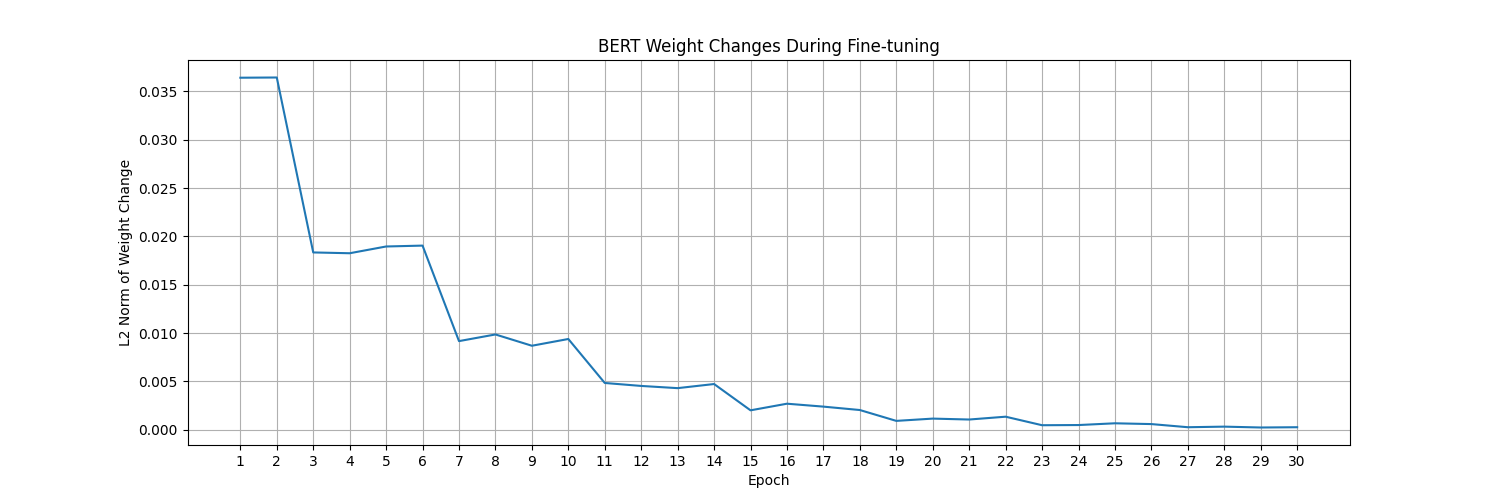 BERT Weight Changes During Fine-tuning
L2 Norm of Weight Change
0.035
0.030
0.025
0.020
0.015
0.010
0.005
0.000
1 2 3 4 5 6 7 8 9 10 11 12 13 14 15 16 17 18 19 20 21 22 23 24 25 26 27 28 29 30
Epoch